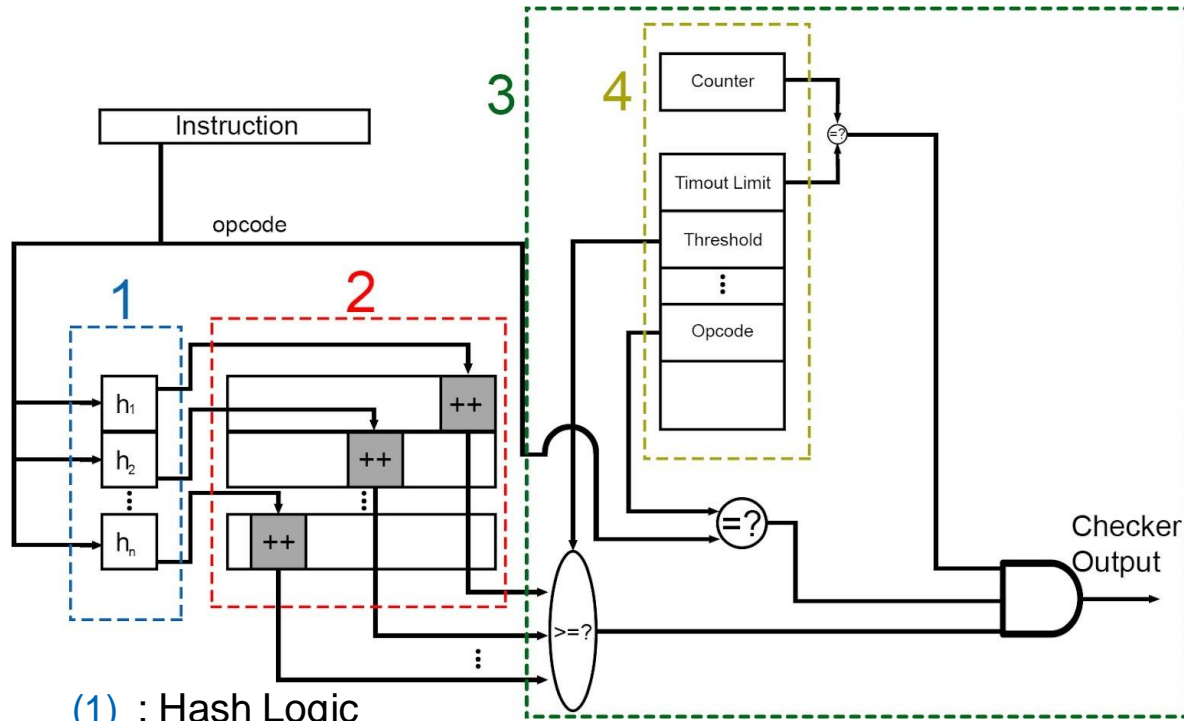 3
4
Counter
=?
Instruction
Timout Limit
opcode
Threshold
⋮
1
2
Opcode
h1
++
h2
++
⋮
⋮
hn
++
=?
Checker
Output
>=?
⋮
(1) : Hash Logic